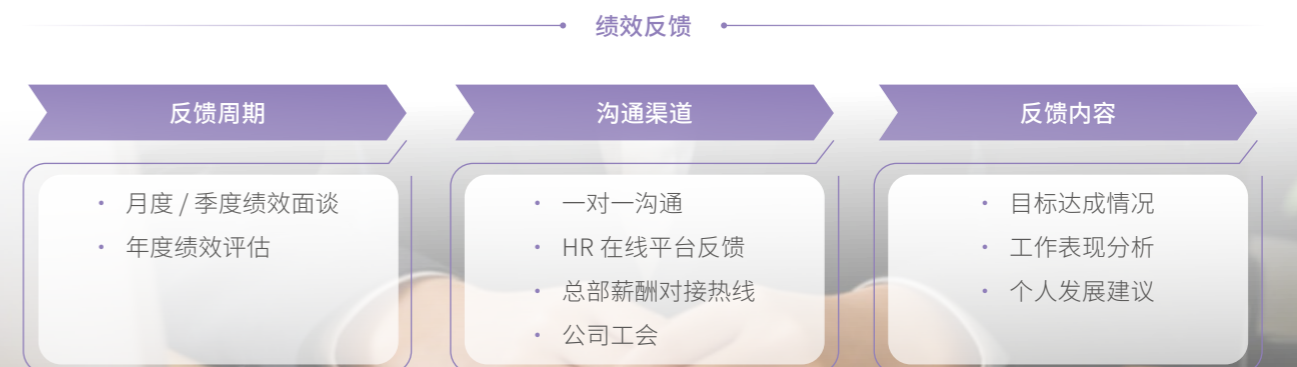 绩效反馈
反馈周期
月度 / 季度绩效面谈
年度绩效评估
沟通渠道
一对一沟通
HR 在线平台反馈
总部薪酬对接热线
公司工会
反馈内容
目标达成情况
工作表现分析
个人发展建议